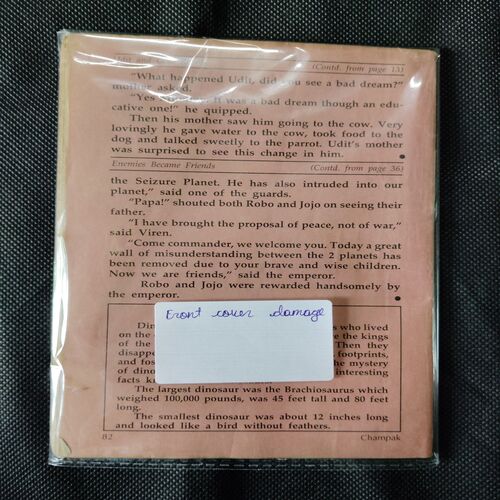 Udit and
(Contd. from page 13)
"What happened Udit, did you see a bad dream?"
mother asked.
"Yes It was a bad dream though an edu-
cative one!" he quipped.
Then his mother saw him going to the cow. Very
lovingly he gave water to the cow, took food to the
dog and talked sweetly to the parrot. Udit's mother
was surprised to see this change in him.
Enemies Became Friends (Contd. from page 36)
the Seizure Planet. He has also intruded into our
planet," said one of the guards.
"Papa!" shouted both Robo and Jojo on seeing their
father.
"I have brought the proposal of peace, not of war,"
said Viren.
"Come commander, we welcome you. Today a great
wall of misunderstanding between the 2 planets has
been removed due to your brave and wise children.
Now we are friends," said the emperor.
Robo and Jojo were rewarded handsomely by
the emperor.
Front cover damage
Din s who lived
on the e the kings
of the Then they
disappe footprints,
and fos he mystery
of dino interesting
facts k
The largest dinosaur was the Brachiosaurus which
weighed 100,000 pounds, was 45 feet tall and 80 feet
long.
The smallest dinosaur was about 12 inches long
and looked like a bird without feathers.
82 Champak